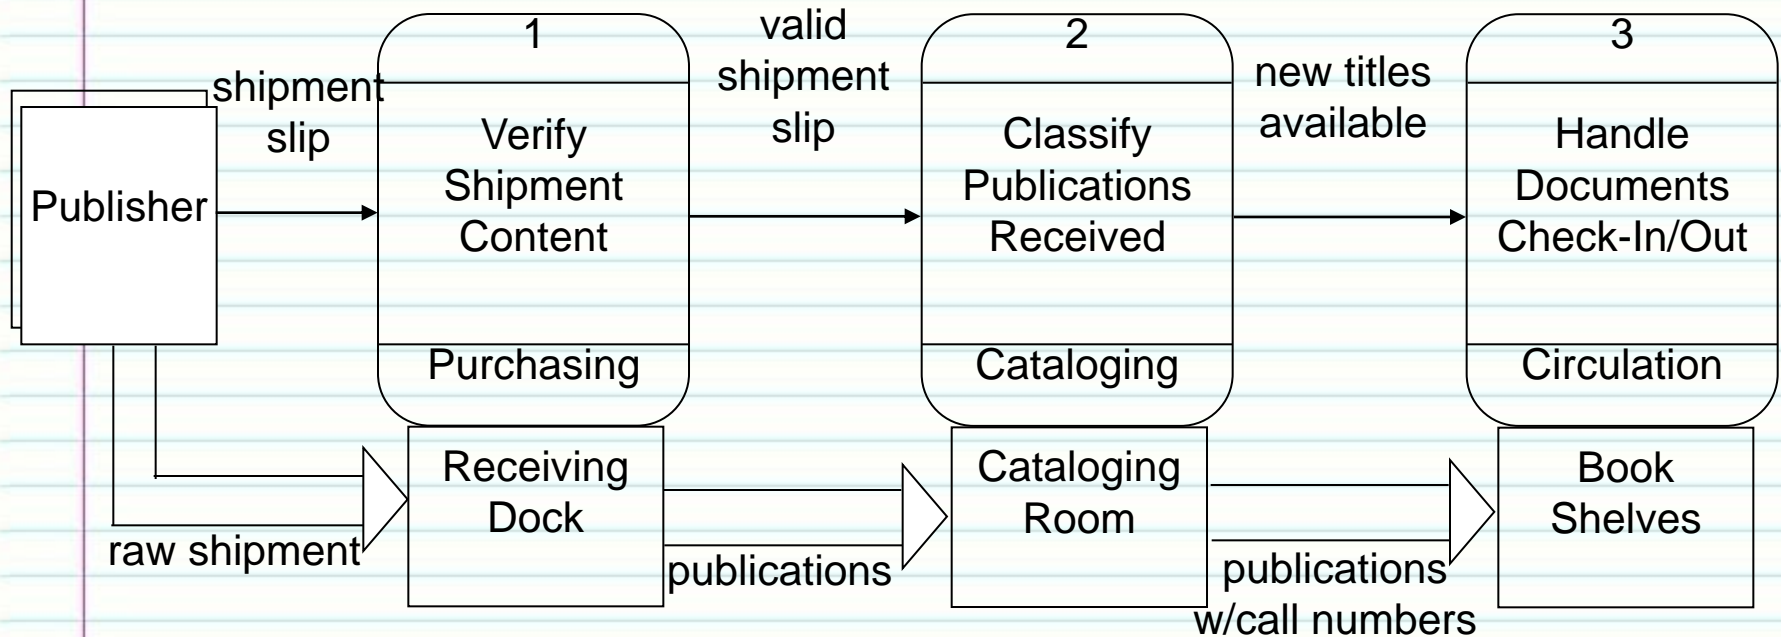 Publisher
shipment
slip
1
Verify
Shipment
Content
Purchasing
valid
shipment
slip
2
Classify
Publications
Received
Cataloging
new titles
available
3
Handle
Documents
Check-In/Out
Circulation
raw shipment
Receiving
Dock
publications
Cataloging
Room
publications
w/call numbers
Book
Shelves